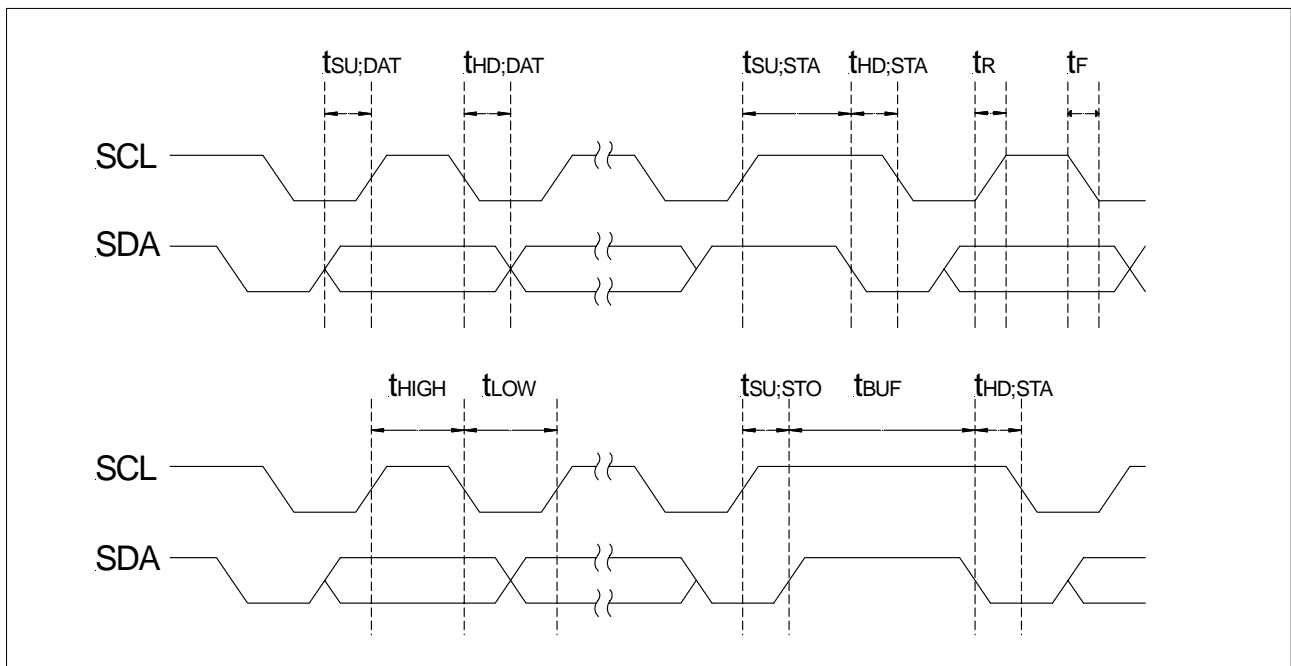 tSU;DAT tHD;DAT tSU;STA tHD;STA tR tF
SCL
SDA
tHIGH tLOW tSU;STO tBUF tHD;STA
SCL
SDA